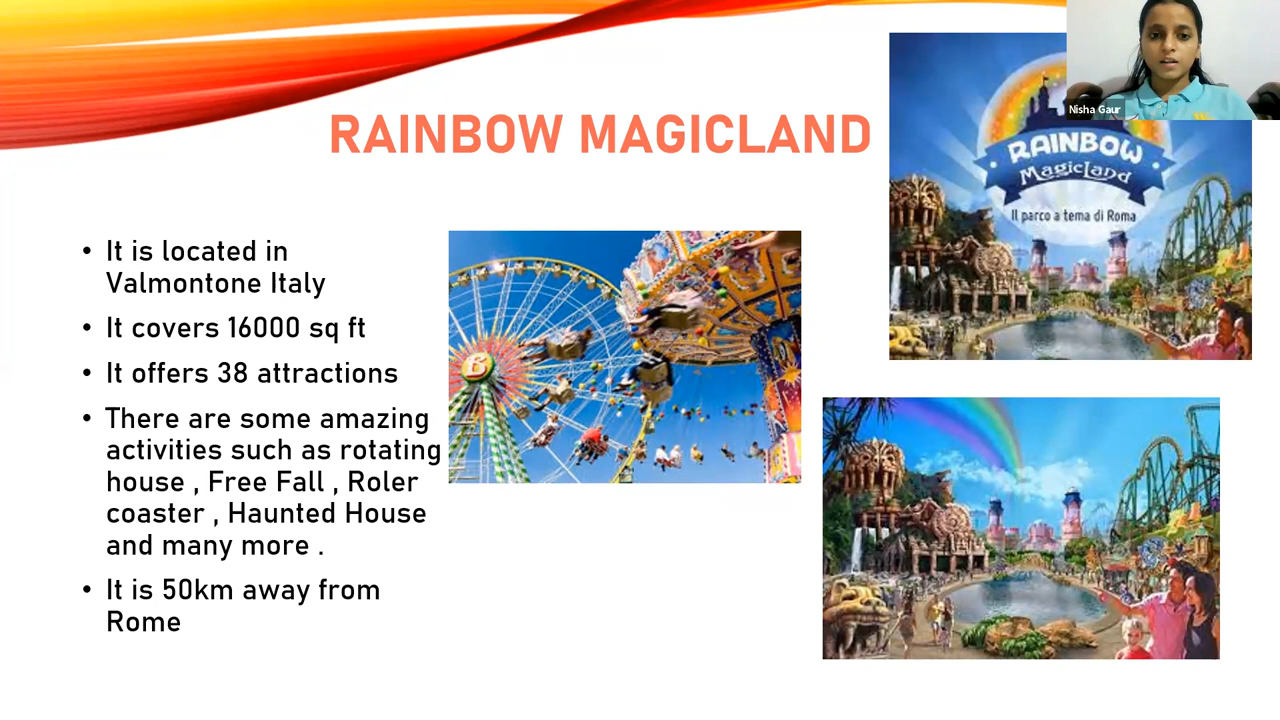 Nisha Gaur
RAINBOW MAGICLAND
RAINBOW
MagicLand
Il parco a tema di Roma
• It is located in
Valmontone Italy
• It covers 16000 sq ft
• It offers 38 attractions
• There are some amazing
activities such as rotating
house , Free Fall , Roler
coaster , Haunted House
and many more .
• It is 50km away from
Rome
6